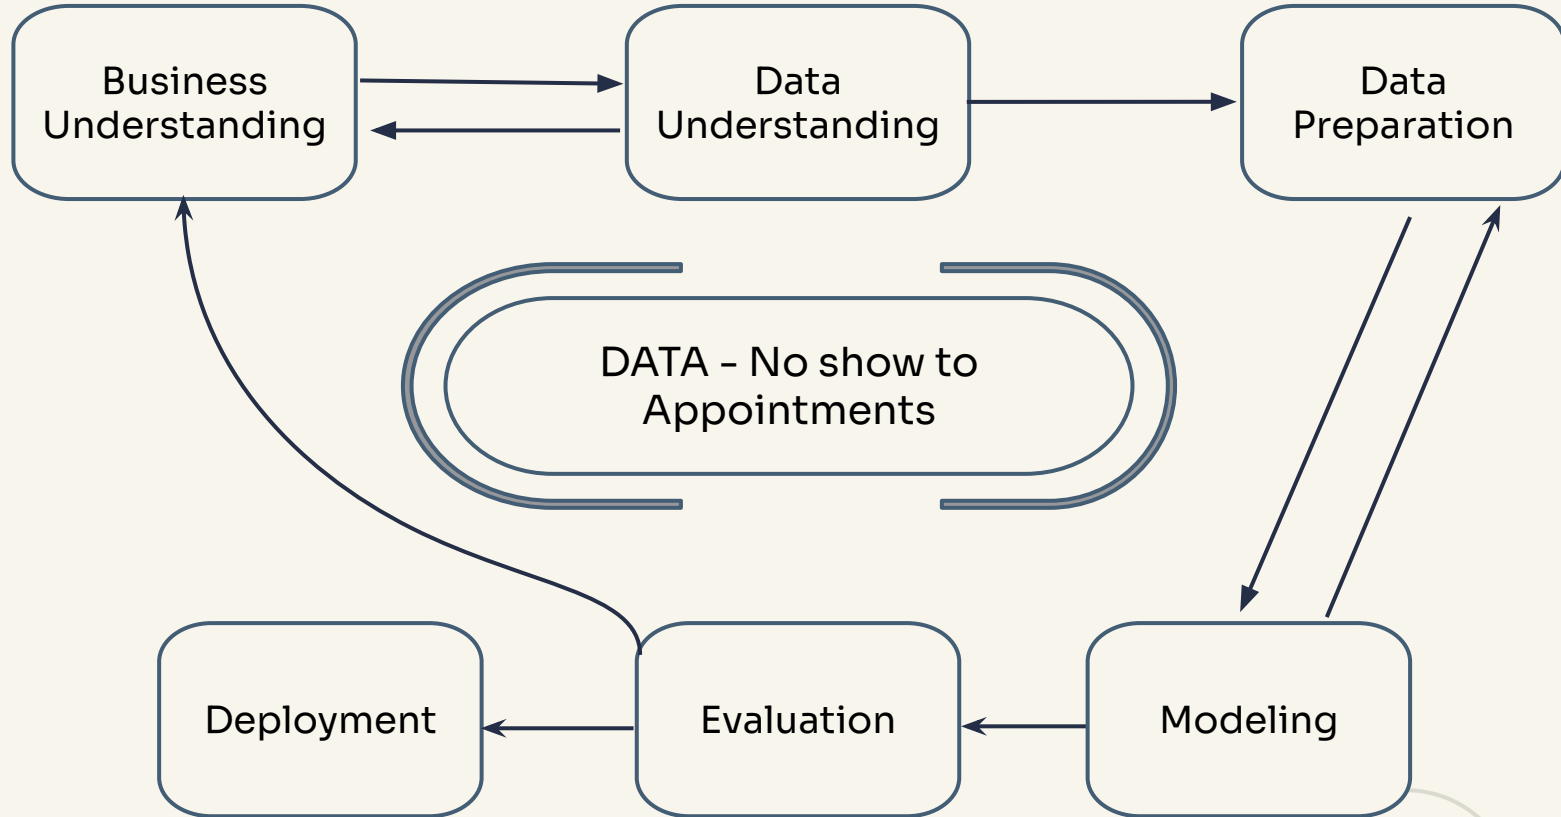 Business
Understanding
Data
Understanding
Data
Preparation
DATA - No show to
Appointments
Deployment
Evaluation
Modeling